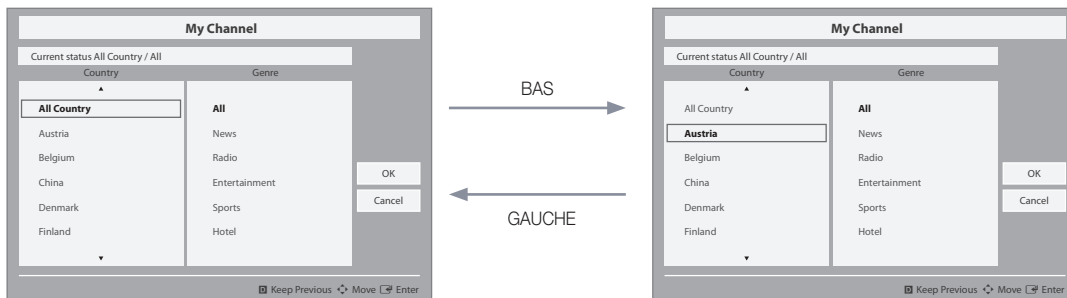 My Channel
Current status All Country / All
Country Genre
All Country All
Austria News
Belgium Radio
China Entertainment
Denmark Sports
Finland Hotel
OK
Cancel
D Keep Previous Move Enter
BAS
GAUCHE
My Channel
Current status All Country / All
Country Genre
All Country All
Austria News
Belgium Radio
China Entertainment
Denmark Sports
Finland Hotel
OK
Cancel
D Keep Previous Move Enter